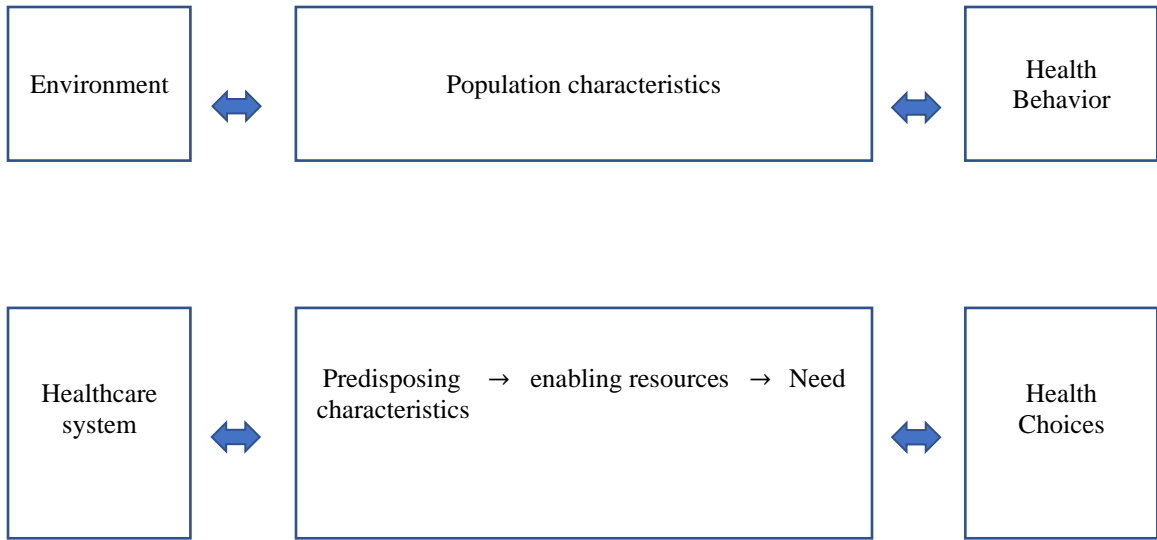 Environment
Population characteristics
Health
Behavior
Healthcare
system
Predisposing → enabling resources → Need
characteristics
Health
Choices